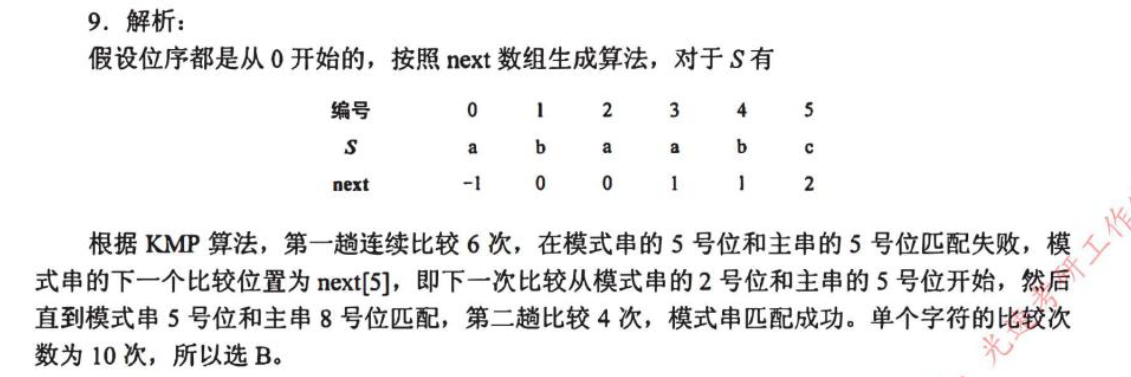 9．解析：
假设位序都是从 0 开始的，按照 next 数组生成算法，对于 S 有
编号 0 1 2 3 4 5
S a b a a b c
next -1 0 0 1 1 2
根据 KMP 算法，第一趟连续比较 6 次，在模式串的 5 号位和主串的 5 号位匹配失败，模
式串的下一个比较位置为 next[5]，即下一次比较从模式串的 2 号位和主串的 5 号位开始，然后
直到模式串 5 号位和主串 8 号位匹配，第二趟比较 4 次，模式串匹配成功。单个字符的比较次
数为 10 次，所以选 B。
考研工作